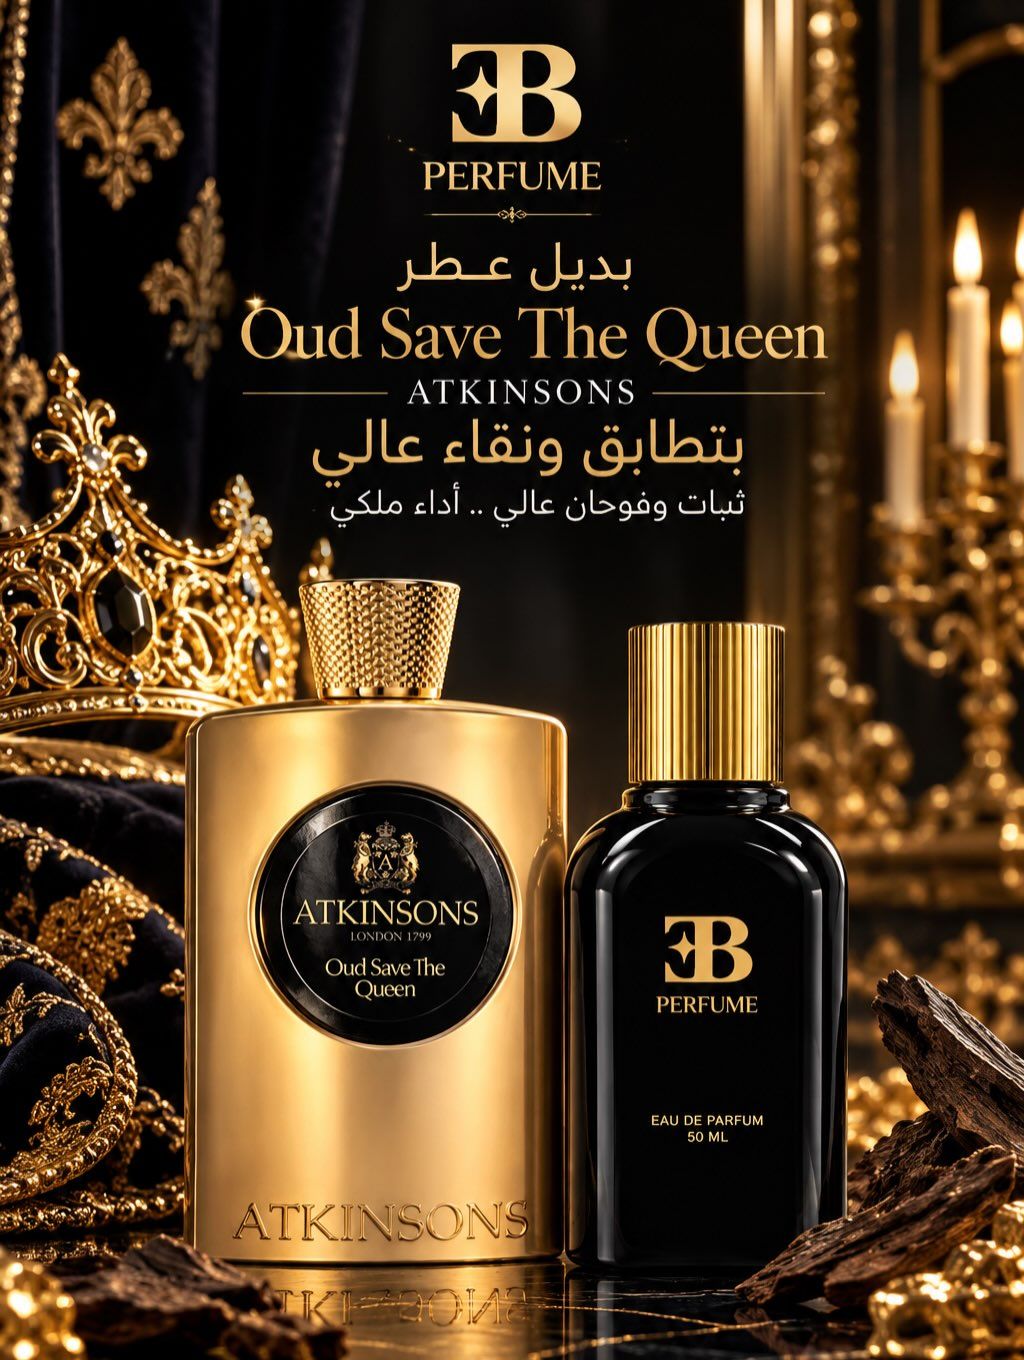 EB
PERFUME
بديل عـطر
Oud Save The Queen
ATKINSONS
بتطابق ونقاء عالي
ثبات وفوحان عالي .. أداء ملكي
A
ATKINSONS
LONDON 1799
Oud Save The
Queen
ATKINSONS
EB
PERFUME
EAU DE PARFUM
50 ML